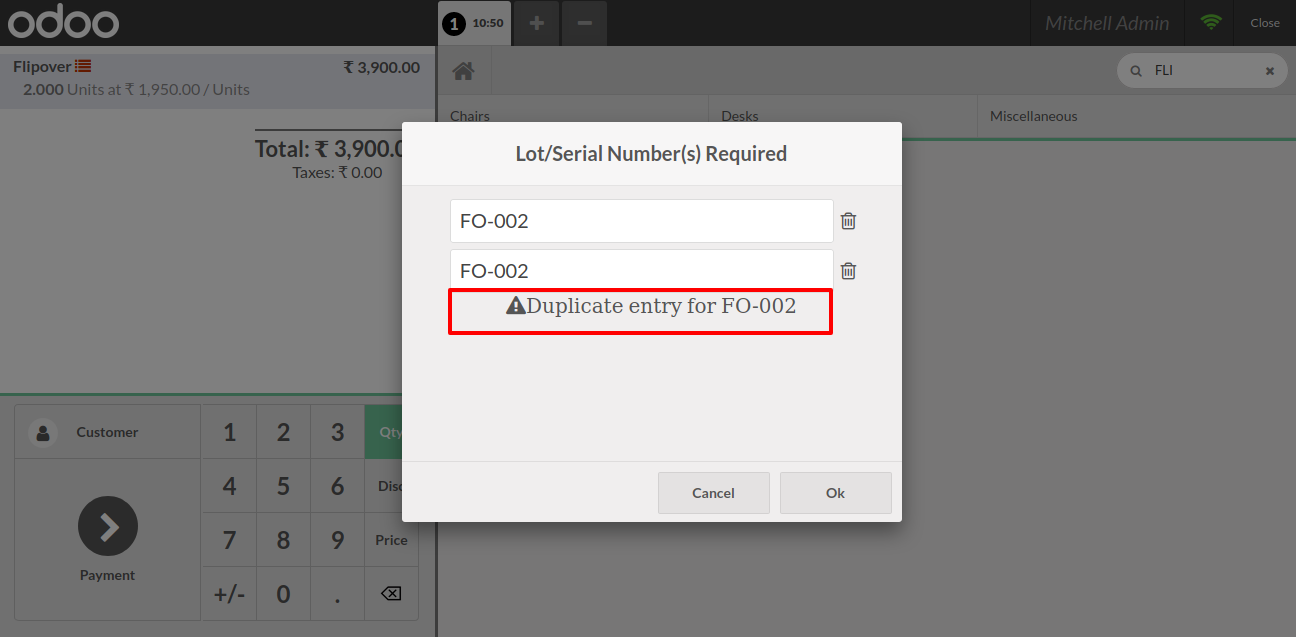 odoo
1 10:50
Mitchell Admin
Close
Flipover ₹ 3,900.00
2.000 Units at ₹ 1,950.00 / Units
Total: ₹ 3,900.0
Taxes: ₹ 0.00
FLI
Chairs
Desks
Miscellaneous
Lot/Serial Number(s) Required
FO-002
FO-002
Duplicate entry for FO-002
Cancel
Ok
Customer
1 2 3 Qty
4 5 6 Disc
7 8 9 Price
+/- 0 .
Payment